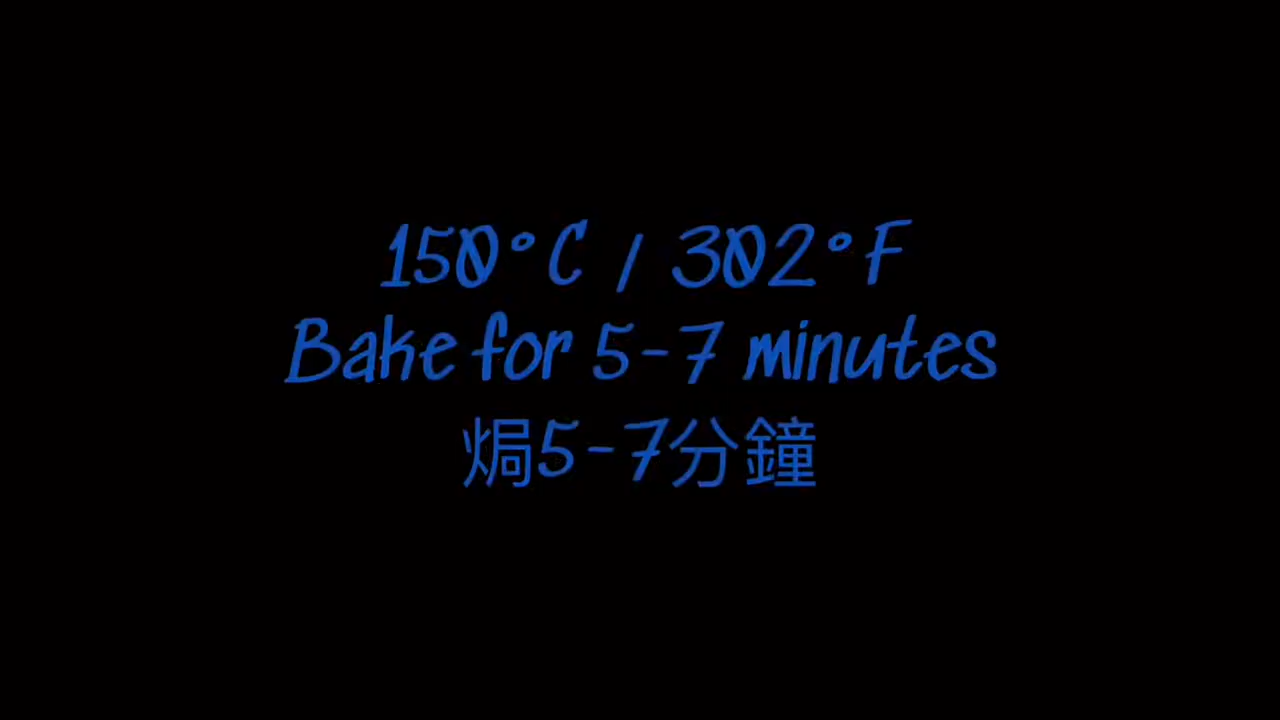 150°C / 302°F
Bake for 5-7 minutes
焗5-7分鐘